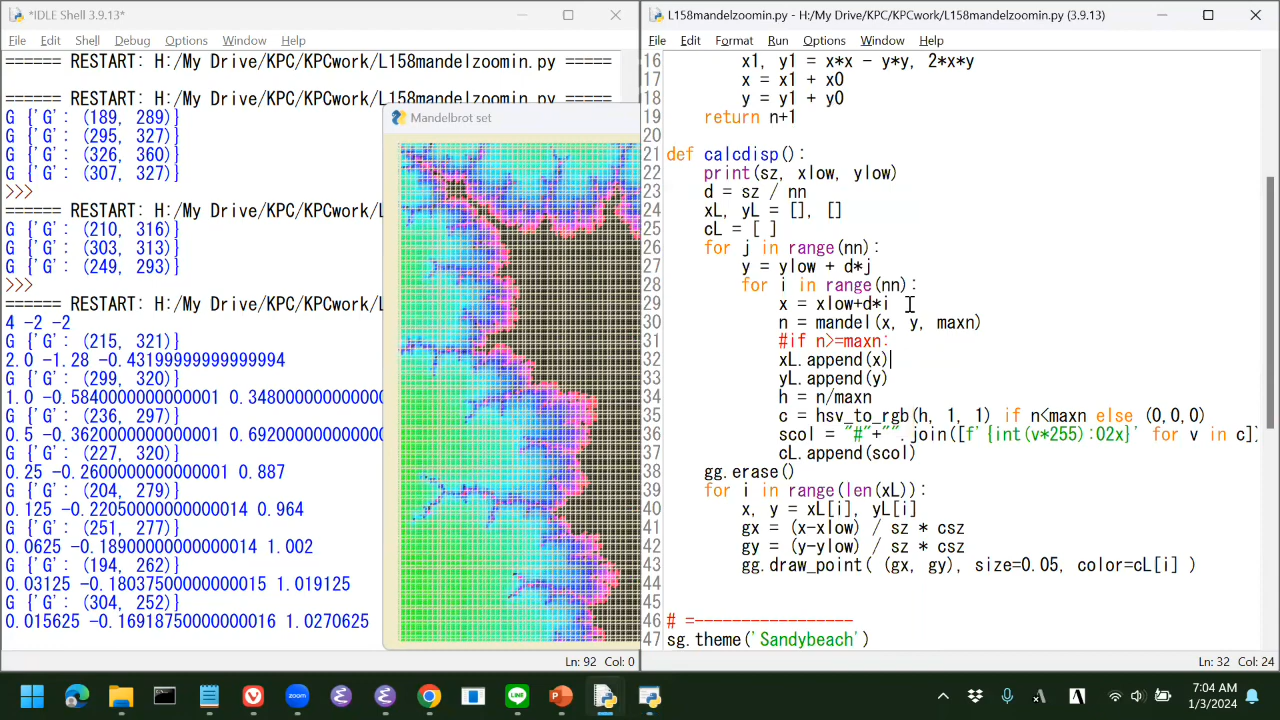 *IDLE Shell 3.9.13*
File Edit Shell Debug Options Window Help
====== RESTART: H:/My Drive/KPC/KPCwork/L158mandelzoomin.py =====
====== RESTART: H:/My Drive/KPC/KPCwork/L158mandelzoomin.py =====
G {'G': (189, 289)}
G {'G': (295, 327)}
G {'G': (326, 360)}
G {'G': (307, 327)}
>>>
====== RESTART: H:/My Drive/KPC/KPCwork/L
G {'G': (210, 316)}
G {'G': (303, 313)}
G {'G': (249, 293)}
>>>
====== RESTART: H:/My Drive/KPC/KPCwork/L
4 -2 -2
G {'G': (215, 321)}
2.0 -1.28 -0.43199999999999994
G {'G': (299, 320)}
1.0 -0.5840000000000001 0.348000000000000
G {'G': (236, 297)}
0.5 -0.3620000000000001 0.692000000000000
G {'G': (227, 320)}
0.25 -0.2600000000000001 0.887
G {'G': (204, 279)}
0.125 -0.22050000000000014 0.964
G {'G': (251, 277)}
0.0625 -0.18900000000000014 1.002
G {'G': (194, 262)}
0.03125 -0.18037500000000015 1.019125
G {'G': (304, 252)}
0.015625 -0.16918750000000016 1.0270625
Ln: 92 Col: 0
Mandelbrot set
L158mandelzoomin.py - H:/My Drive/KPC/KPCwork/L158mandelzoomin.py (3.9.13)
File Edit Format Run Options Window Help
16 x1, y1 = x*x - y*y, 2*x*y
17 x = x1 + x0
18 y = y1 + y0
19 return n+1
20
21 def calcdisp():
22 print(sz, xlow, ylow)
23 d = sz / nn
24 xL, yL = [], []
25 cL = [ ]
26 for j in range(nn):
27 y = ylow + d*j
28 for i in range(nn):
29 x = xlow+d*i
30 n = mandel(x, y, maxn)
31 #if n>=maxn:
32 xL.append(x)
33 yL.append(y)
34 h = n/maxn
35 c = hsv_to_rgb(h, 1, 1) if n<maxn else (0,0,0)
36 scol = "#"+"".join([f'{int(v*255):02x}' for v in c])
37 cL.append(scol)
38 gg.erase()
39 for i in range(len(xL)):
40 x, y = xL[i], yL[i]
41 gx = (x-xlow) / sz * csz
42 gy = (y-ylow) / sz * csz
43 gg.draw_point( (gx, gy), size=0.05, color=cL[i] )
44
45
46 # =-----------------
47 sg.theme('Sandybeach')
Ln: 32 Col: 24
zoom
LINE
A
A
7:04 AM
1/3/2024